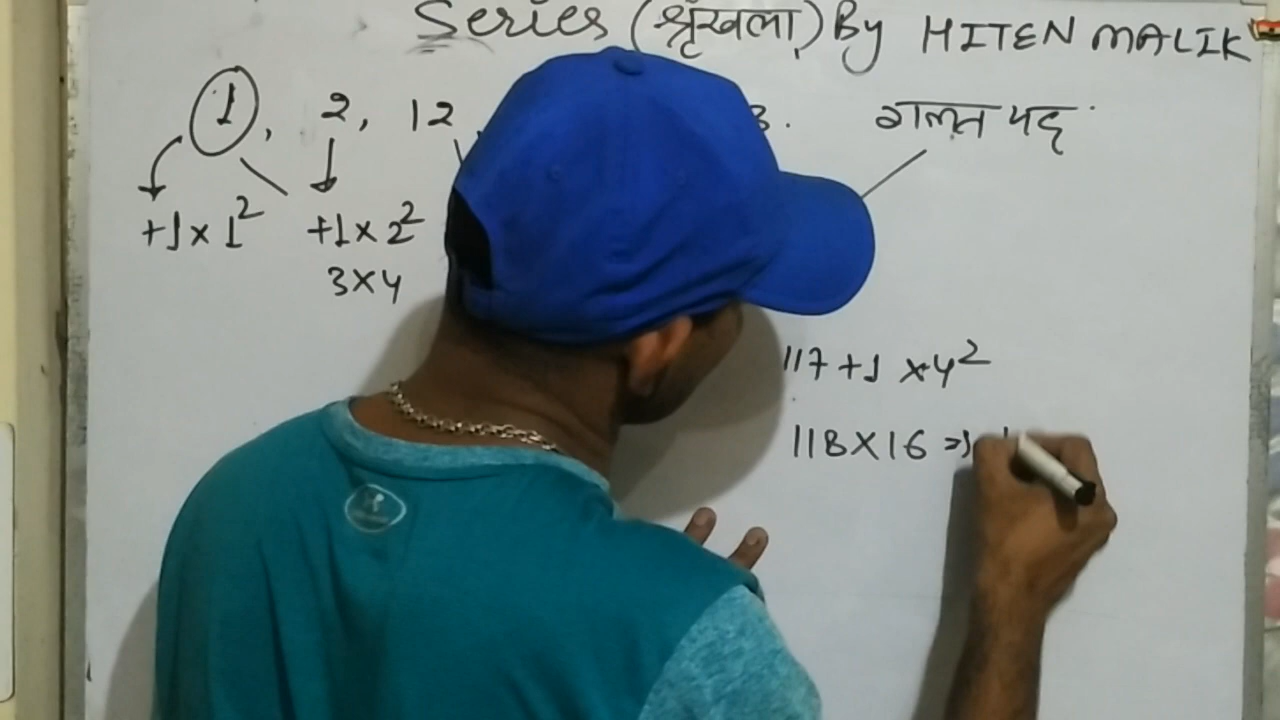 Series (श्रृंखला) By HITEN MALIK
1, 2, 12, 3. गलत पद
+1×1² +1×2²
3×4
117+1 ×4²
118×16 ⇒